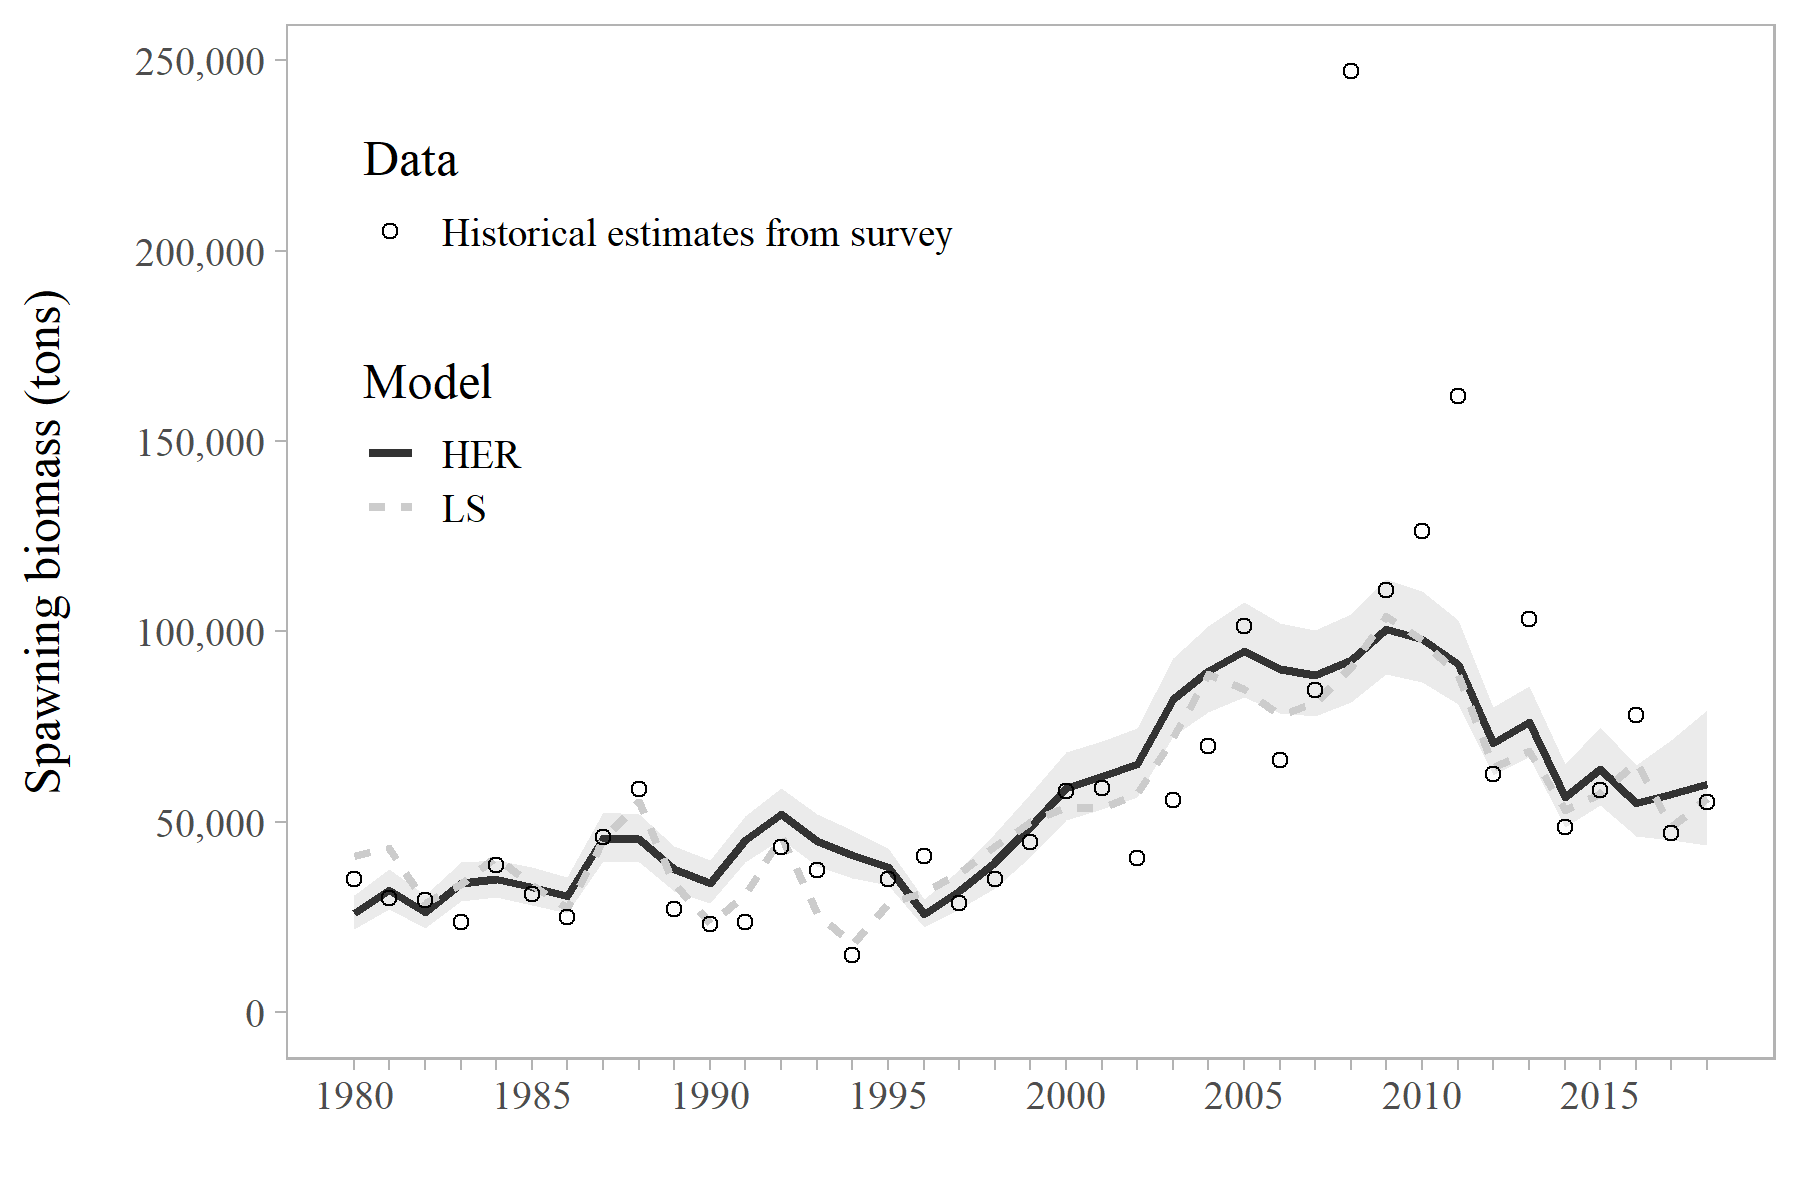 250,000
200,000
150,000
100,000
50,000
0
Spawning biomass (tons)
Data
Historical estimates from survey
Model
HER
LS
1980 1985 1990 1995 2000 2005 2010 2015